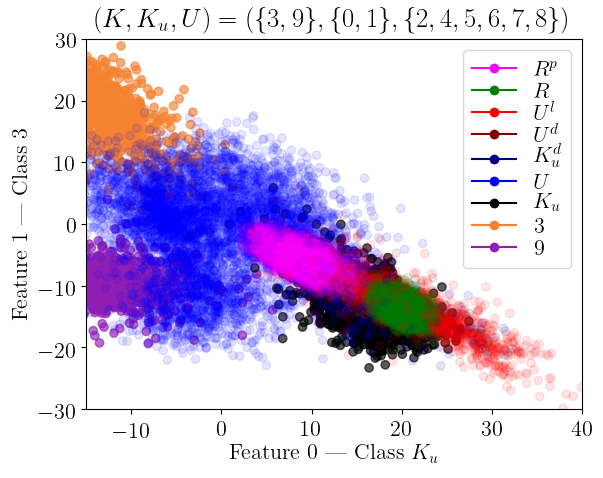 (K, K_u, U) = ({3, 9}, {0, 1}, {2, 4, 5, 6, 7, 8})
30
20
10
0
−10
−20
−30
Feature 1 — Class 3
R^p
R
U^l
U^d
K_u^d
U
K_u
3
9
−10
0
10
20
30
40
Feature 0 — Class K_u